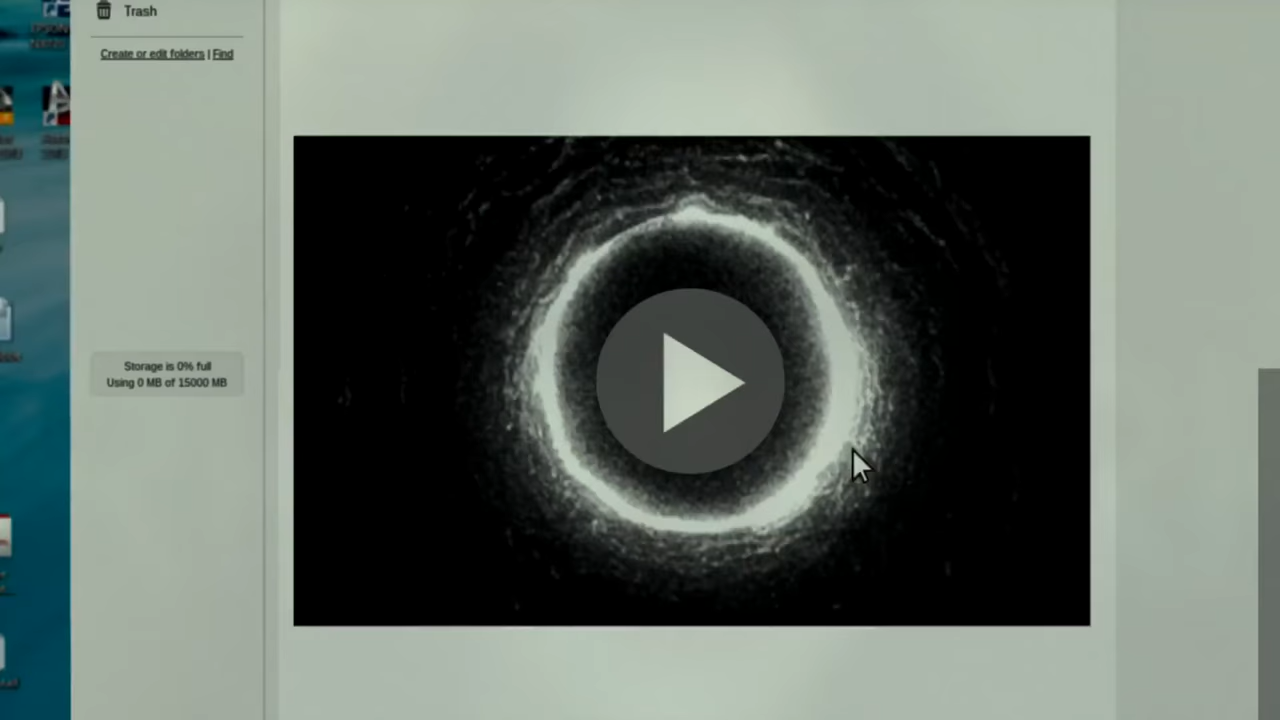 Trash
Create or edit folders | Find
Storage is 0% full
Using 0 MB of 15000 MB